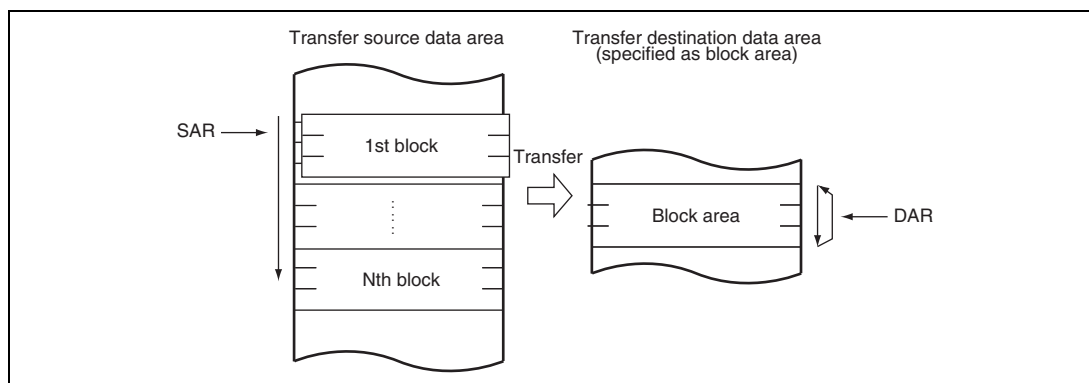 Transfer source data area
Transfer destination data area
(specified as block area)
SAR
1st block
Transfer
Block area
DAR
Nth block